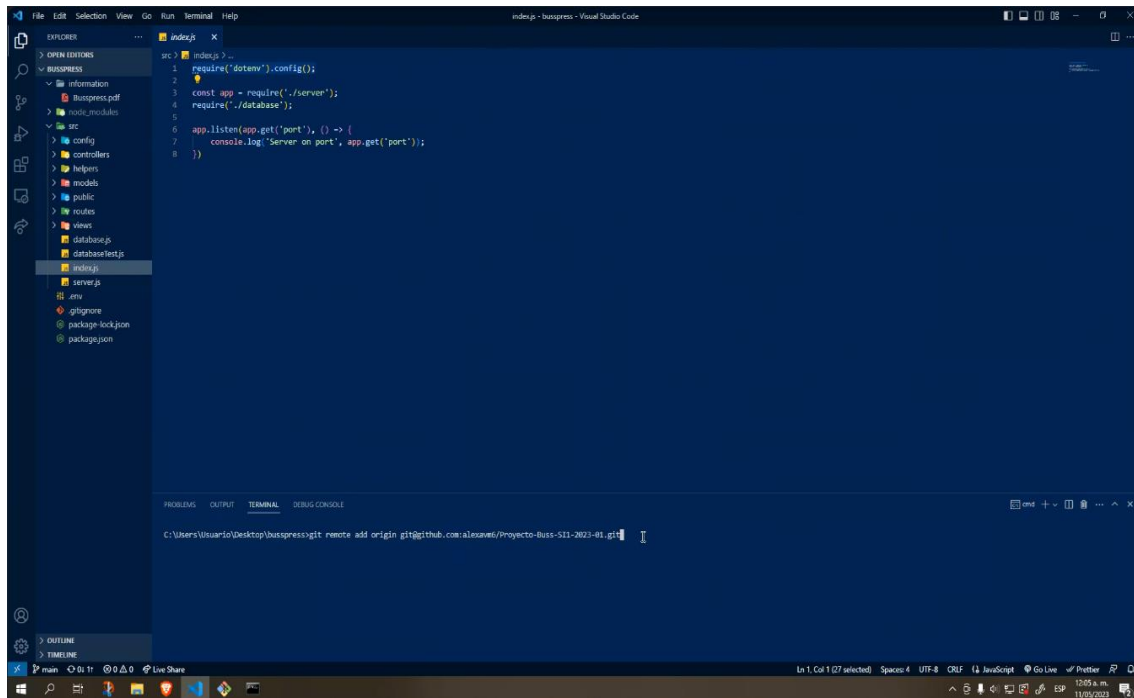 File Edit Selection View Go Run Terminal Help
index.js - busspress - Visual Studio Code
EXPLORER
OPEN EDITORS
BUSSPRESS
information
Busspress.pdf
node_modules
src
config
controllers
helpers
models
public
routes
views
database.js
databaseTest.js
index.js
server.js
.env
.gitignore
package-lock.json
package.json
OUTLINE
TIMELINE
index.js
src > index.js > ...
1 require('dotenv').config();
2
3 const app = require('./server');
4 require('./database');
5
6 app.listen(app.get('port'), () => {
7 console.log('Server on port', app.get('port'));
8 })
PROBLEMS OUTPUT TERMINAL DEBUG CONSOLE
cmd
C:\Users\Usuario\Desktop\busspress>git remote add origin git@github.com:alexavm6/Proyecto-Buss-SI1-2023-01.git
main 0↓ 1↑ 0 0 Live Share
Ln 1, Col 1 (27 selected) Spaces: 4 UTF-8 CRLF JavaScript Go Live Prettier
ESP
12:05 a. m.
11/05/2023